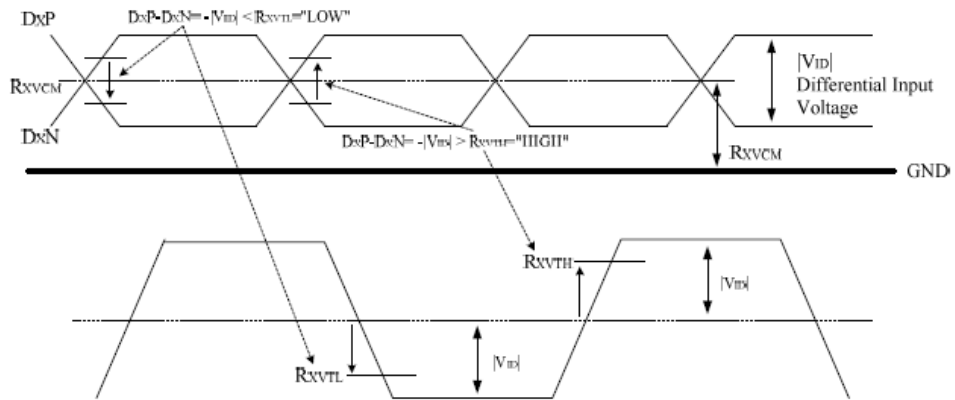 DxP-DxN= -|VID| < RXVTL="LOW"
DxP
|VID|
Differential Input
Voltage
RXVCM
DxN
DxP-DxN= -|VID| > RXVTH="HIGH"
RXVCM
GND
RXVTH
|VID|
RXVTL
|VID|